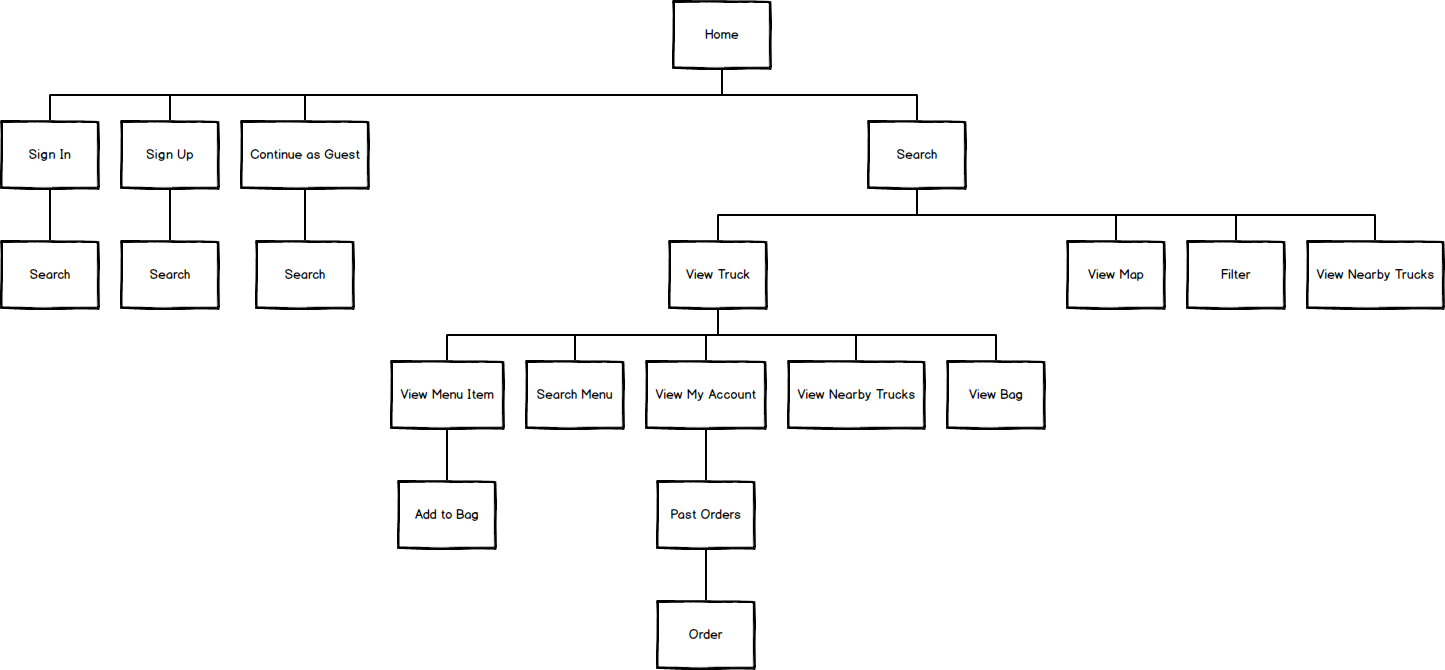 Home
Sign In
Sign Up
Continue as Guest
Search
Search
Search
Search
View Truck
View Map
Filter
View Nearby Trucks
View Menu Item
Search Menu
View My Account
View Nearby Trucks
View Bag
Add to Bag
Past Orders
Order